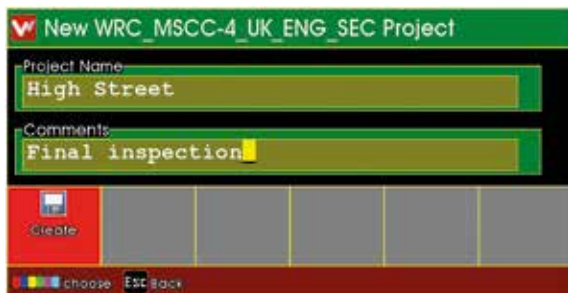 New WRC_MSCC-4_UK_ENG_SEC Project
Project Name
High Street
Comments
Final inspection
Create
choose Esc Back